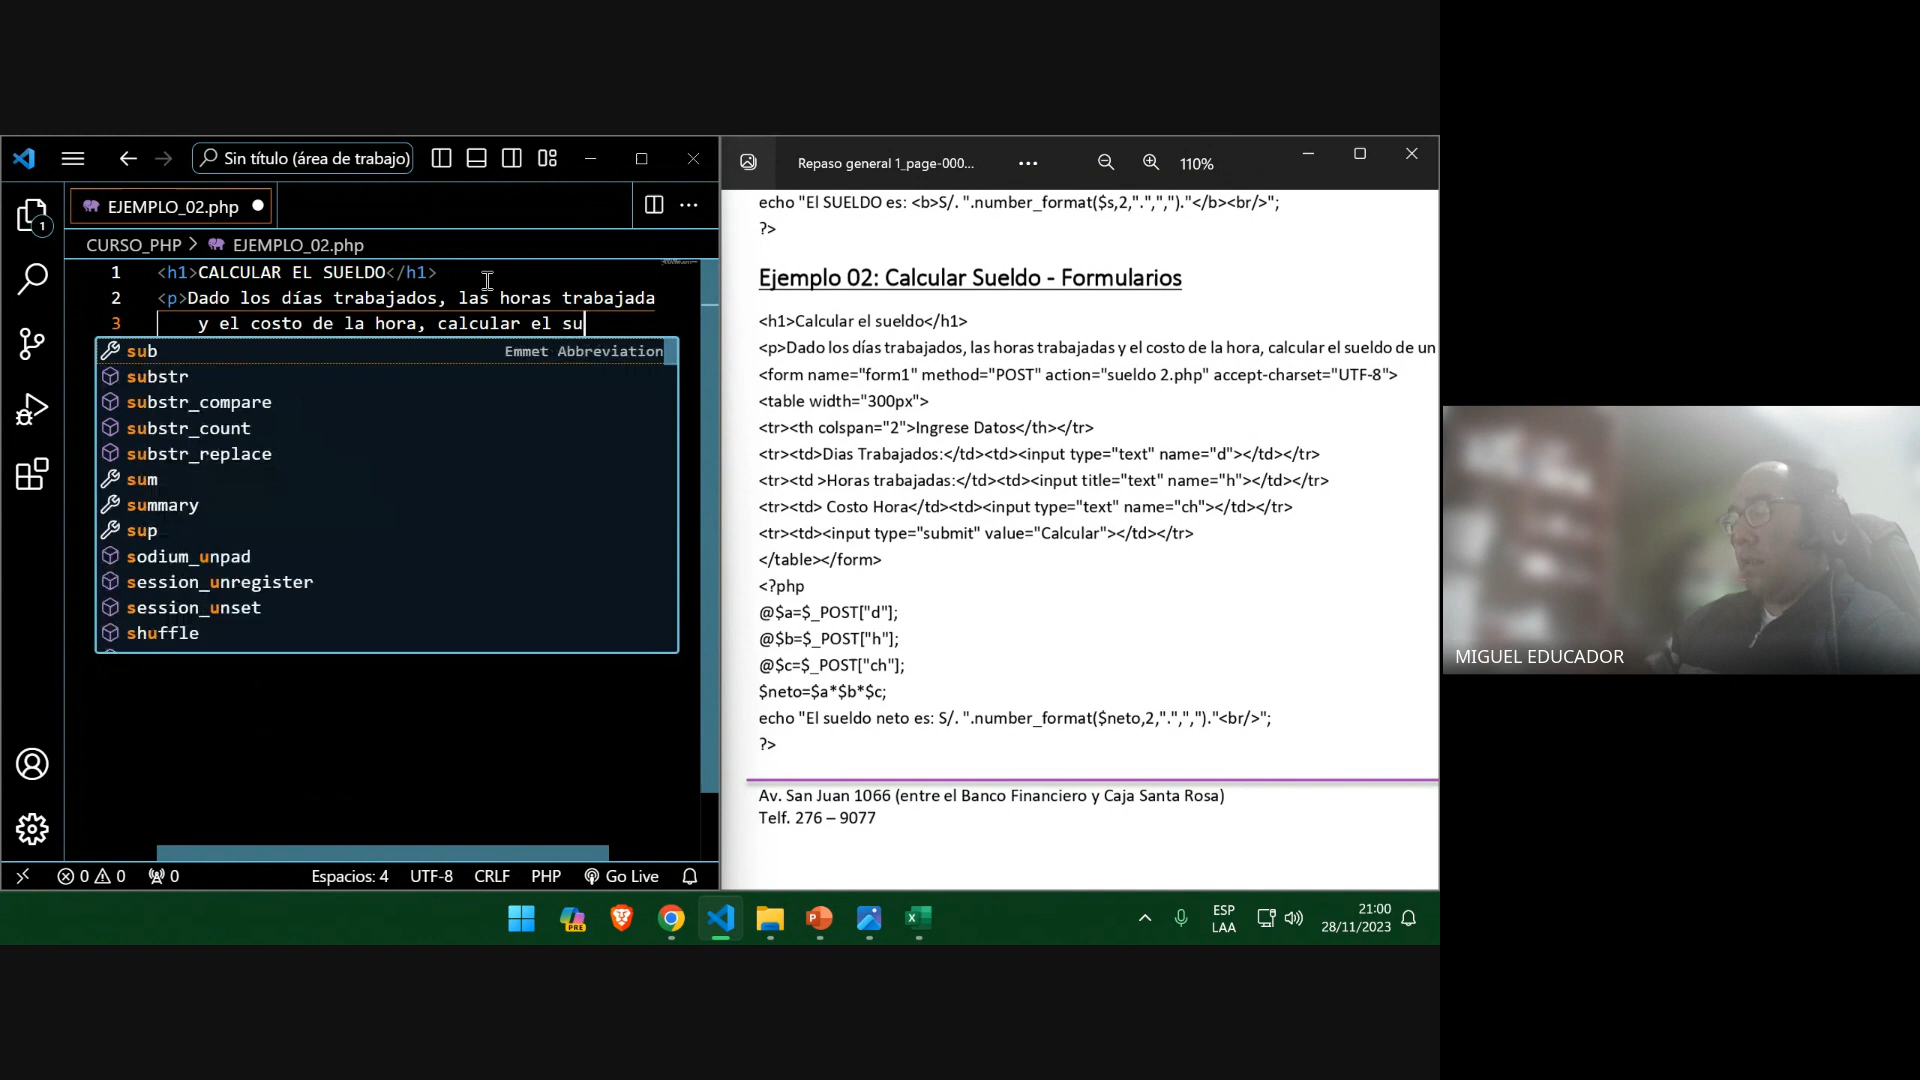 Sin título (área de trabajo)
EJEMPLO_02.php
CURSO_PHP > EJEMPLO_02.php
1 <h1>CALCULAR EL SUELDO</h1>
2 <p>Dado los días trabajados, las horas trabajada
3 y el costo de la hora, calcular el su
sub Emmet Abbreviation
substr
substr_compare
substr_count
substr_replace
sum
summary
sup
sodium_unpad
session_unregister
session_unset
shuffle
1
0 0 0
Espacios: 4 UTF-8 CRLF PHP Go Live
Repaso general 1_page-000... 110%
echo "El SUELDO es: <b>S/. ".number_format($s,2,".",",")."</b><br/>";
?>
Ejemplo 02: Calcular Sueldo - Formularios
<h1>Calcular el sueldo</h1>
<p>Dado los días trabajados, las horas trabajadas y el costo de la hora, calcular el sueldo de un
<form name="form1" method="POST" action="sueldo 2.php" accept-charset="UTF-8">
<table width="300px">
<tr><th colspan="2">Ingrese Datos</th></tr>
<tr><td>Dias Trabajados:</td><td><input type="text" name="d"></td></tr>
<tr><td >Horas trabajadas:</td><td><input title="text" name="h"></td></tr>
<tr><td> Costo Hora</td><td><input type="text" name="ch"></td></tr>
<tr><td><input type="submit" value="Calcular"></td></tr>
</table></form>
<?php
@$a=$_POST["d"];
@$b=$_POST["h"];
@$c=$_POST["ch"];
$neto=$a*$b*$c;
echo "El sueldo neto es: S/. ".number_format($neto,2,".",",")."<br/>";
?>
Av. San Juan 1066 (entre el Banco Financiero y Caja Santa Rosa)
Telf. 276 – 9077
MIGUEL EDUCADOR
PRE
ESP
LAA
21:00
28/11/2023